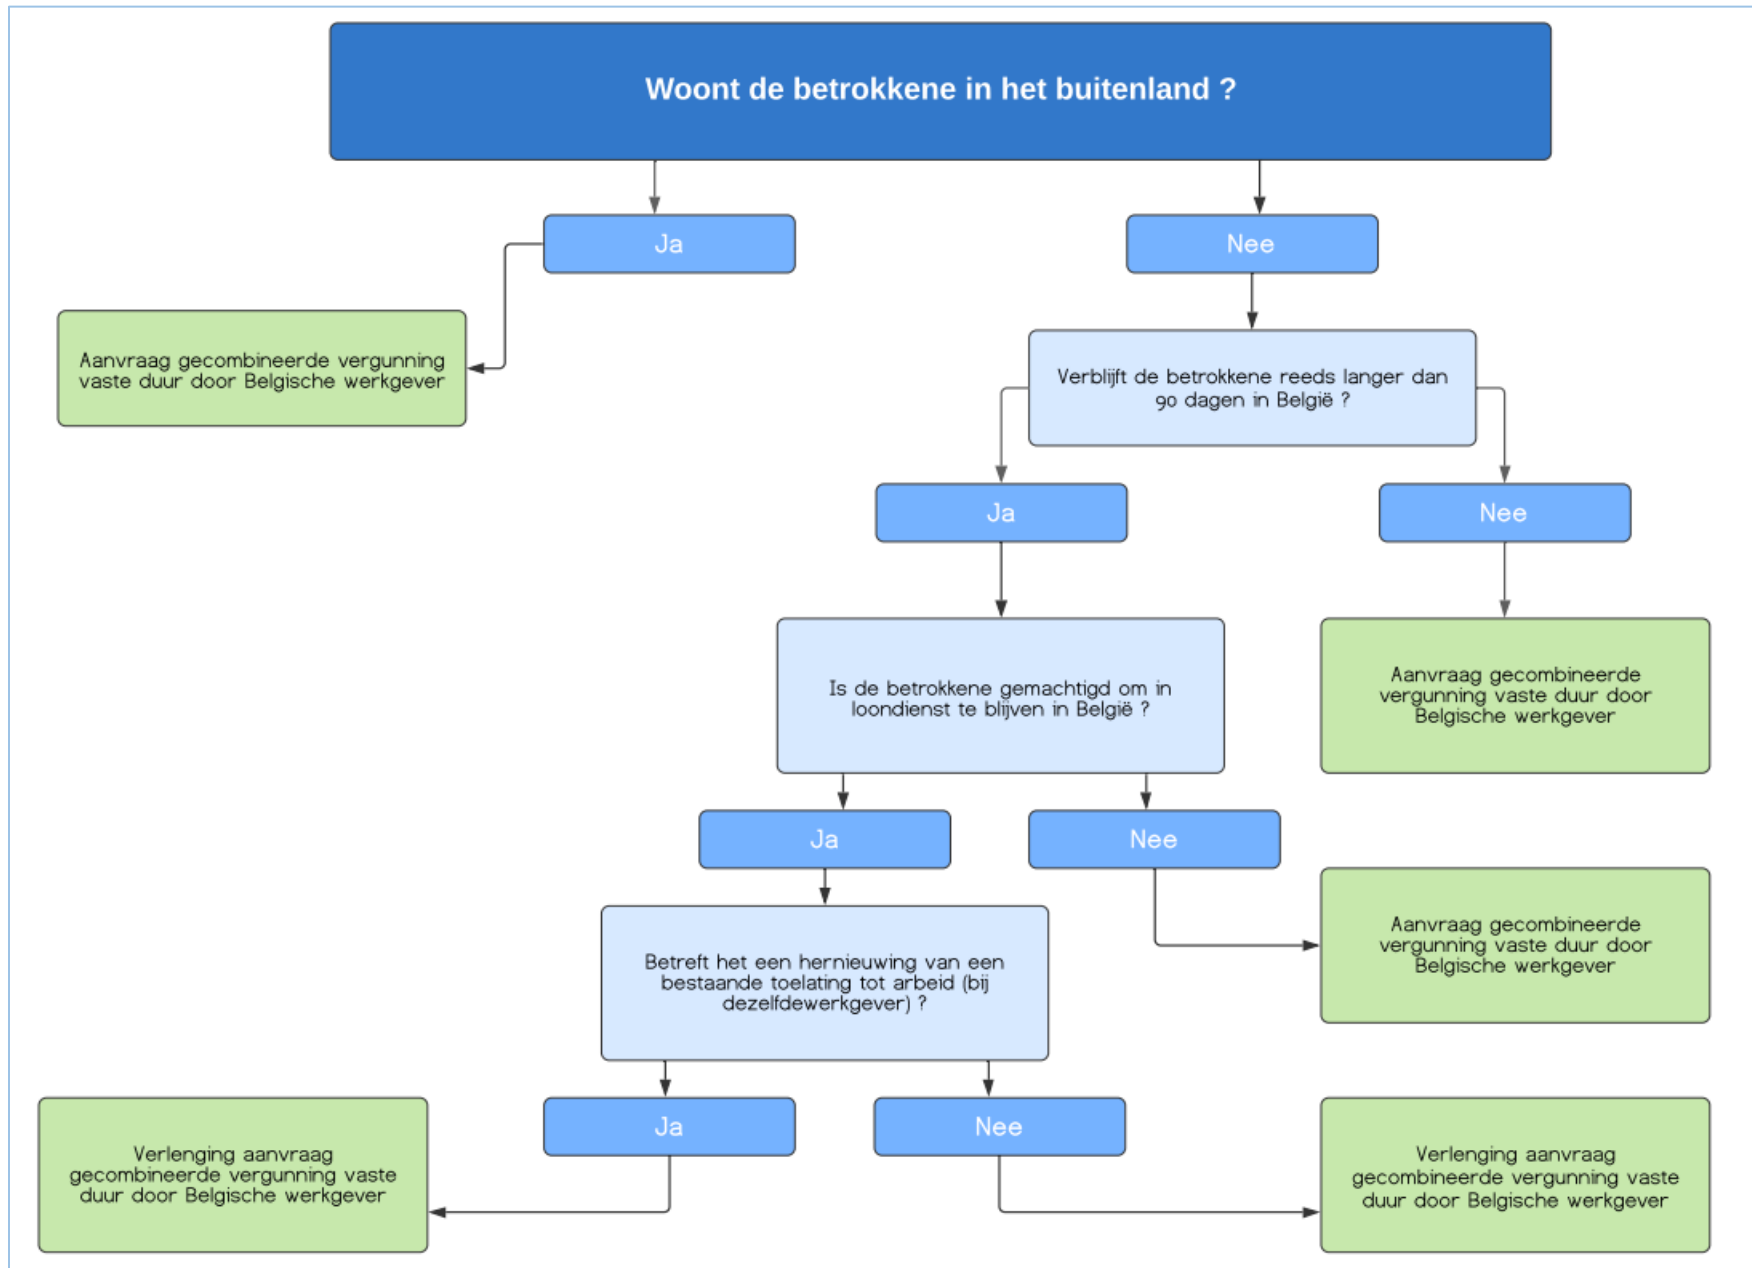 Woont de betrokkene in het buitenland ?
Ja
Nee
Aanvraag gecombineerde vergunning
vaste duur door Belgische werkgever
Verblijft de betrokkene reeds langer dan
90 dagen in België ?
Ja
Nee
Is de betrokkene gemachtigd om in
loondienst te blijven in België ?
Aanvraag gecombineerde
vergunning vaste duur door
Belgische werkgever
Ja
Nee
Aanvraag gecombineerde
vergunning vaste duur door
Belgische werkgever
Betreft het een hernieuwing van een
bestaande toelating tot arbeid (bij
dezelfdewerkgever) ?
Ja
Nee
Verlenging aanvraag
gecombineerde vergunning vaste
duur door Belgische werkgever
Verlenging aanvraag
gecombineerde vergunning vaste
duur door Belgische werkgever